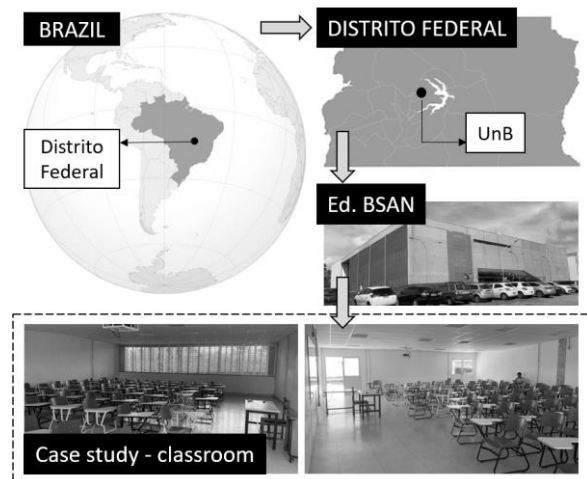 BRAZIL
DISTRITO FEDERAL
Distrito
Federal
UnB
Ed. BSAN
Case study - classroom